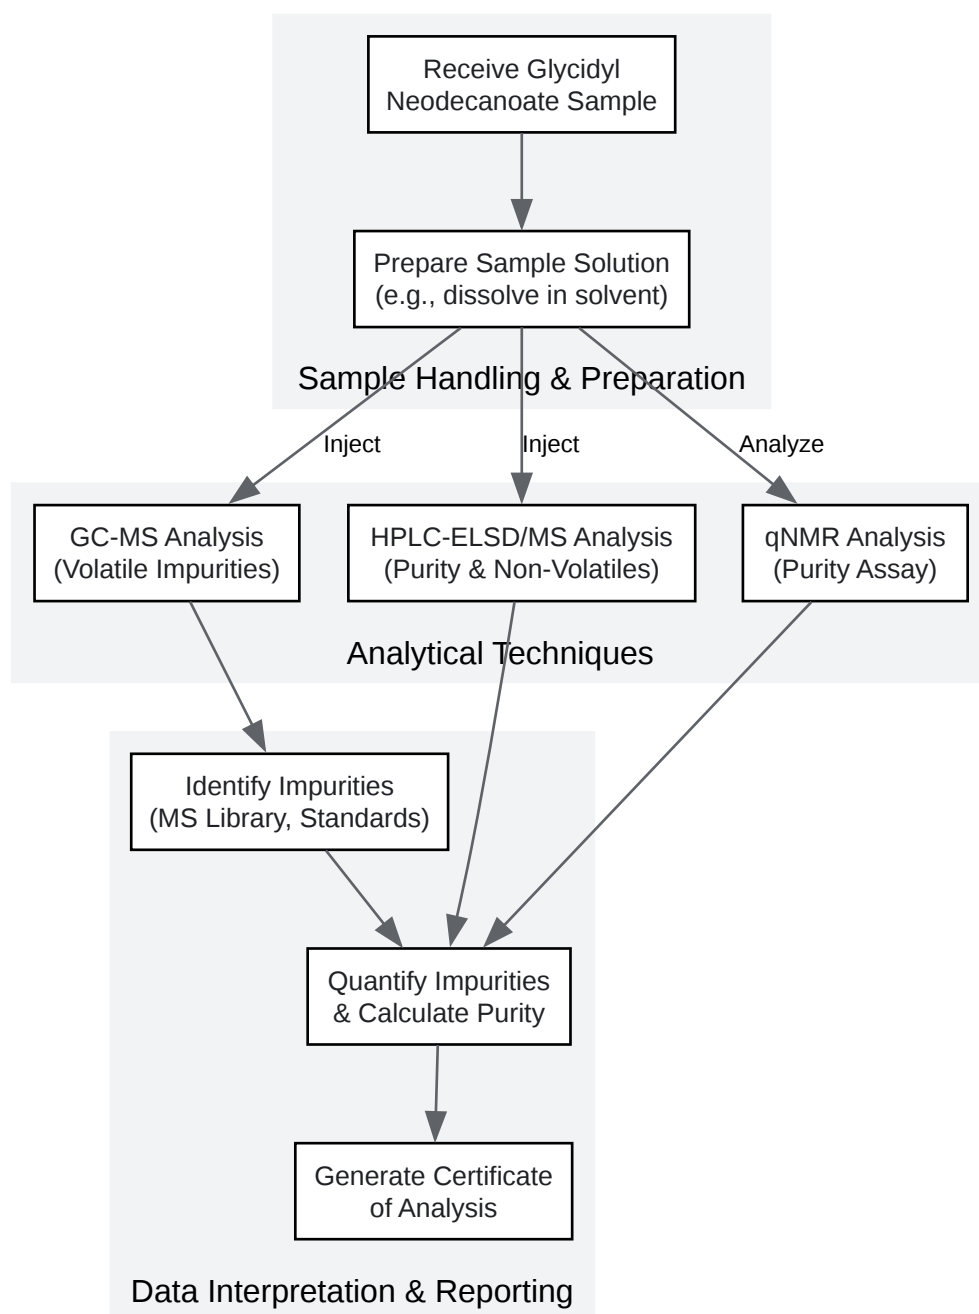 Receive Glycidyl
Neodecanoate Sample
Prepare Sample Solution
(e.g., dissolve in solvent)
Sample Handling & Preparation
Inject
Inject
Analyze
GC-MS Analysis
(Volatile Impurities)
HPLC-ELSD/MS Analysis
(Purity & Non-Volatiles)
qNMR Analysis
(Purity Assay)
Analytical Techniques
Identify Impurities
(MS Library, Standards)
Quantify Impurities
& Calculate Purity
Generate Certificate
of Analysis
Data Interpretation & Reporting